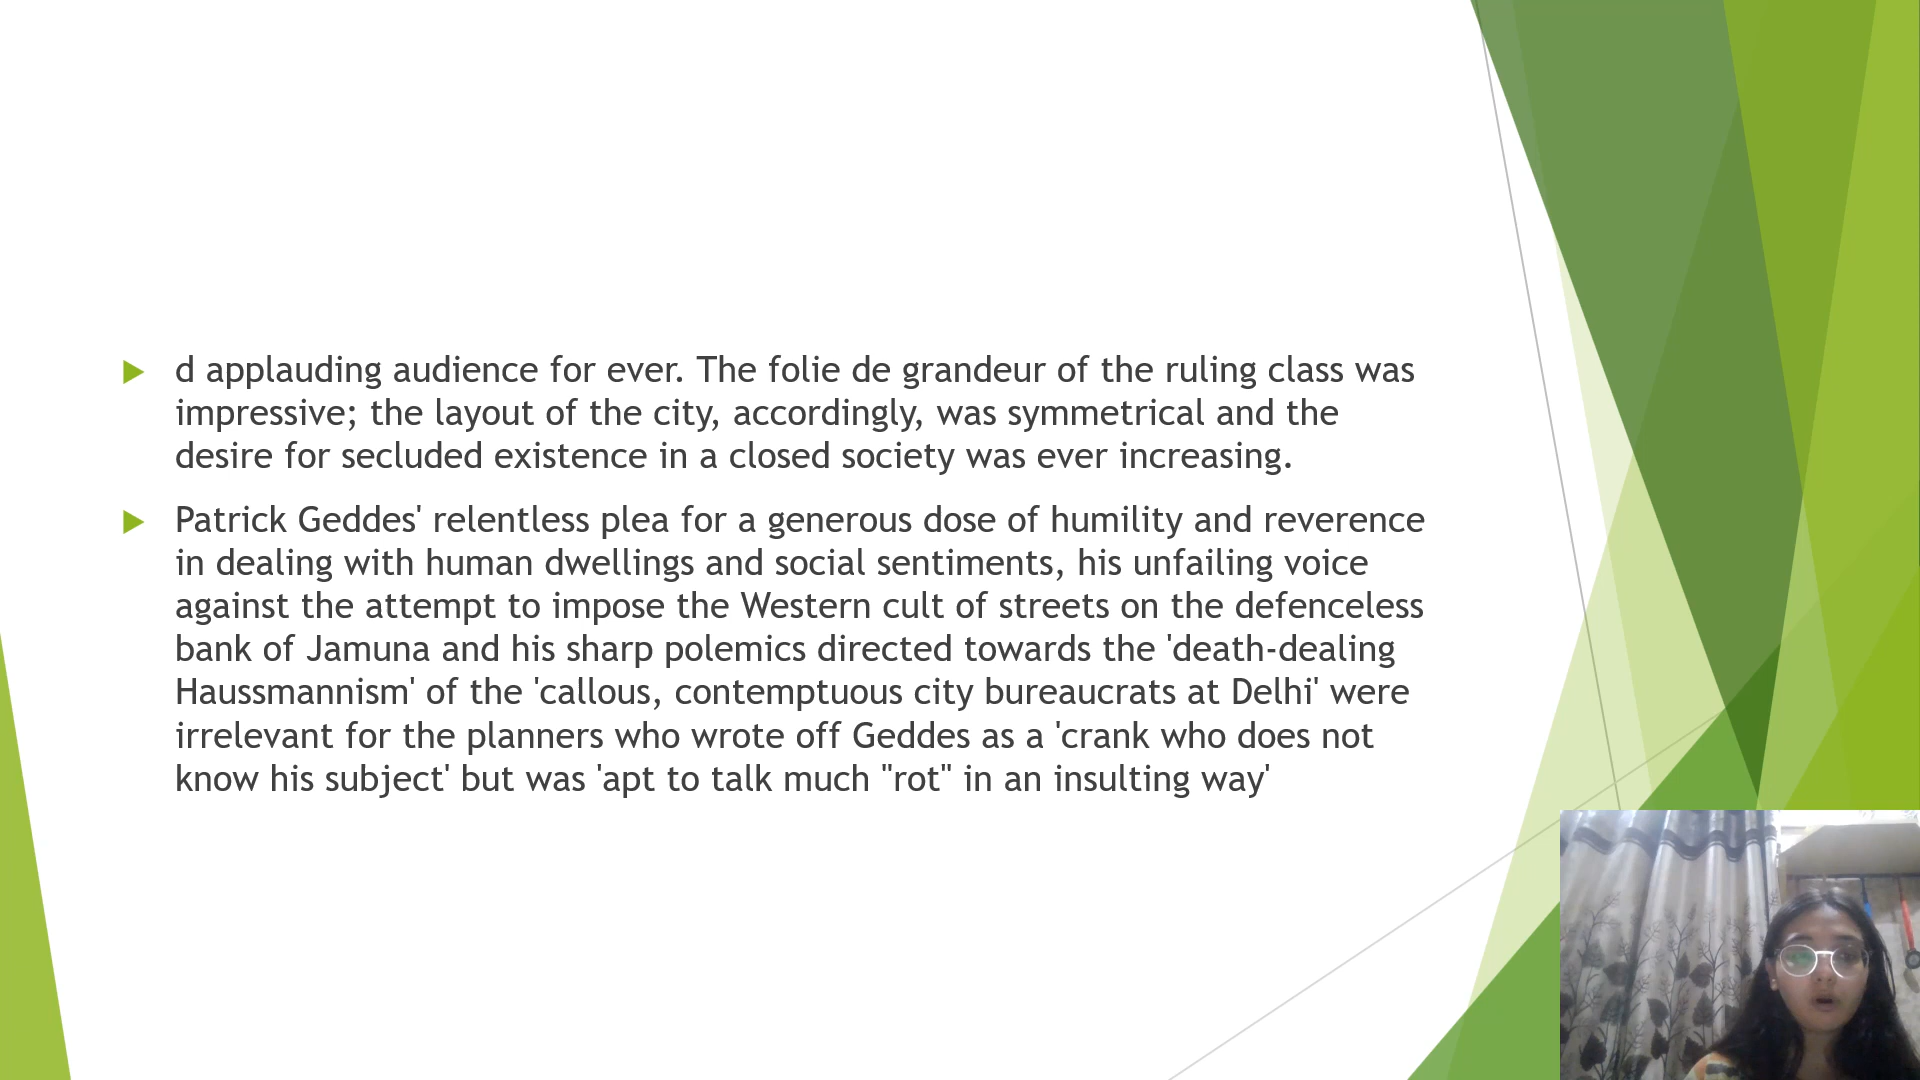 d applauding audience for ever. The folie de grandeur of the ruling class was
impressive; the layout of the city, accordingly, was symmetrical and the
desire for secluded existence in a closed society was ever increasing.
Patrick Geddes' relentless plea for a generous dose of humility and reverence
in dealing with human dwellings and social sentiments, his unfailing voice
against the attempt to impose the Western cult of streets on the defenceless
bank of Jamuna and his sharp polemics directed towards the 'death-dealing
Haussmannism' of the 'callous, contemptuous city bureaucrats at Delhi' were
irrelevant for the planners who wrote off Geddes as a 'crank who does not
know his subject' but was 'apt to talk much "rot" in an insulting way'